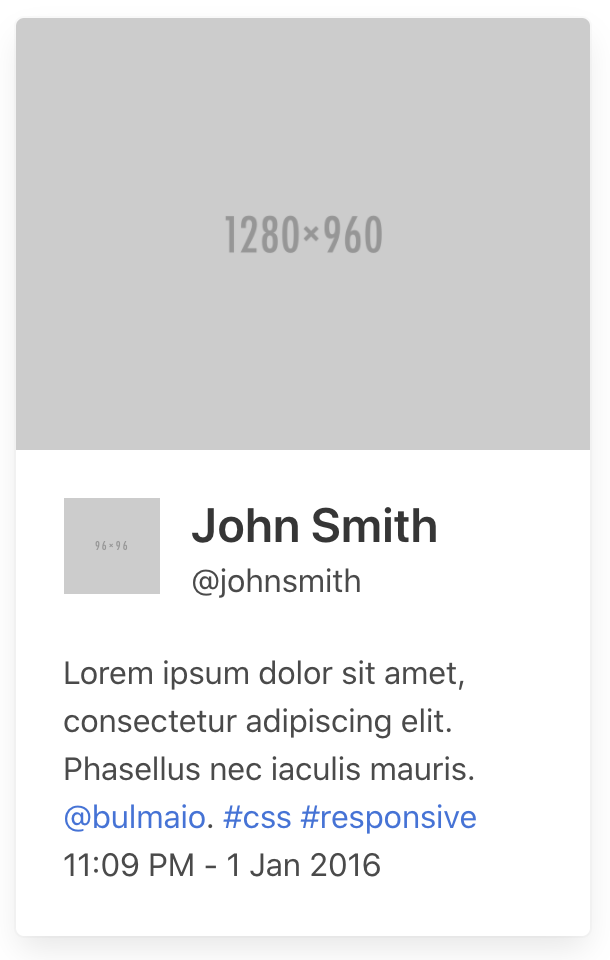 1280×960
96×96
John Smith
@johnsmith
Lorem ipsum dolor sit amet,
consectetur adipiscing elit.
Phasellus nec iaculis mauris.
@bulmaio. #css #responsive
11:09 PM - 1 Jan 2016